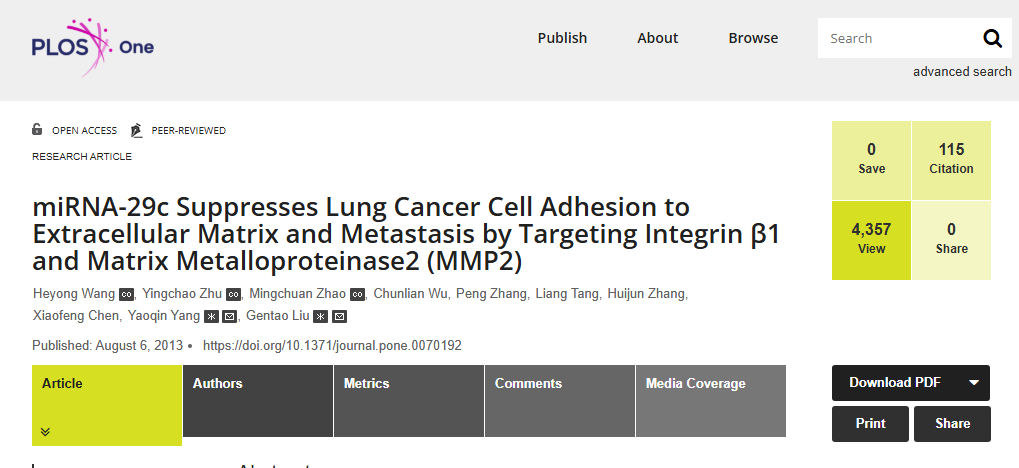 PLOS One
Publish
About
Browse
Search
advanced search
OPEN ACCESS
PEER-REVIEWED
RESEARCH ARTICLE
miRNA-29c Suppresses Lung Cancer Cell Adhesion to
Extracellular Matrix and Metastasis by Targeting Integrin β1
and Matrix Metalloproteinase2 (MMP2)
Heyong Wang co, Yingchao Zhu co, Mingchuan Zhao co, Chunlian Wu, Peng Zhang, Liang Tang, Huijun Zhang,
Xiaofeng Chen, Yaoqin Yang, Gentao Liu
Published: August 6, 2013 • https://doi.org/10.1371/journal.pone.0070192
0
Save
115
Citation
4,357
View
0
Share
Article
Authors
Metrics
Comments
Media Coverage
Download PDF
Print
Share